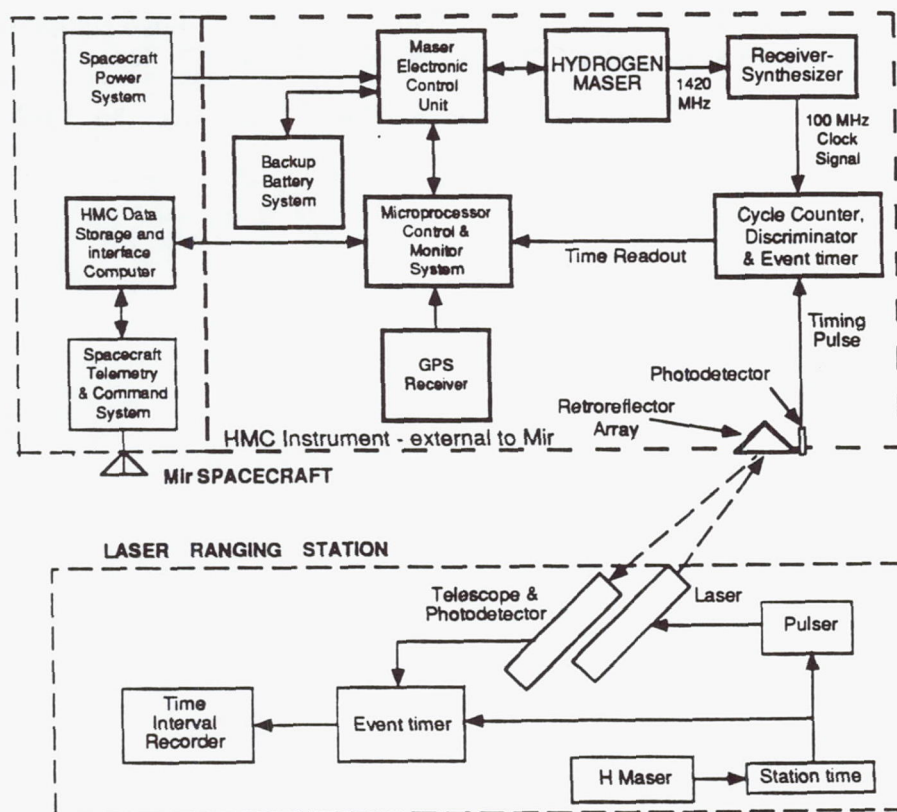 Spacecraft
Power
System
Maser
Electronic
Control
Unit
HYDROGEN
MASER
1420
MHz
Receiver-
Synthesizer
100 MHz
Clock
Signal
Backup
Battery
System
HMC Data
Storage and
interface
Computer
Microprocessor
Control &
Monitor
System
Time Readout
Cycle Counter,
Discriminator
& Event timer
Spacecraft
Telemetry
& Command
System
GPS
Receiver
Timing
Pulse
Photodetector
Retroreflector
Array
HMC Instrument - external to Mir
Mir SPACECRAFT
LASER RANGING STATION
Telescope &
Photodetector
Laser
Pulser
Time
Interval
Recorder
Event timer
H Maser
Station time